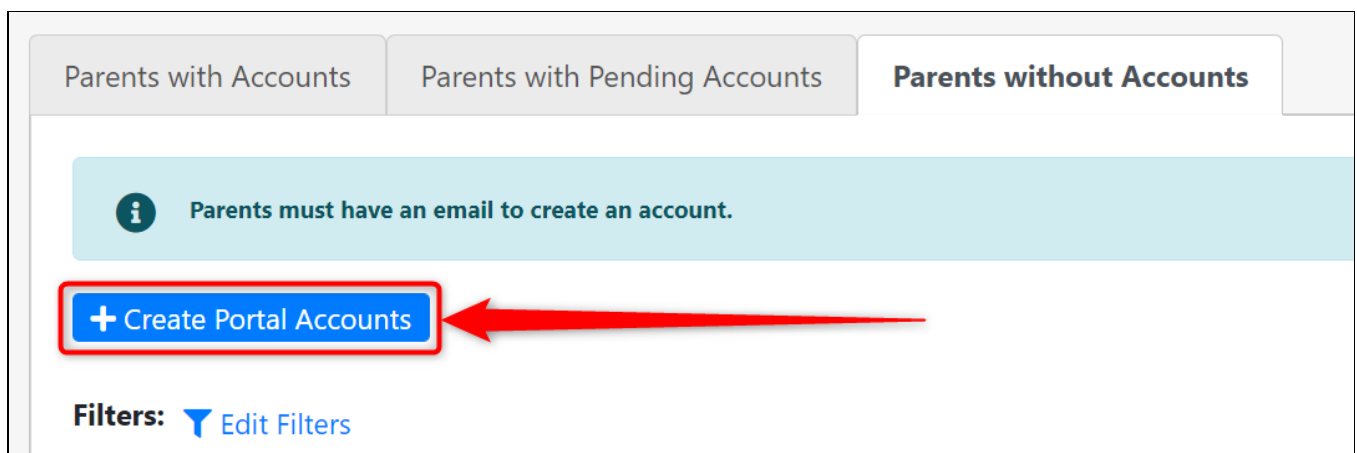 Parents with Accounts Parents with Pending Accounts Parents without Accounts
Parents must have an email to create an account.
Create Portal Accounts
Filters: Edit Filters